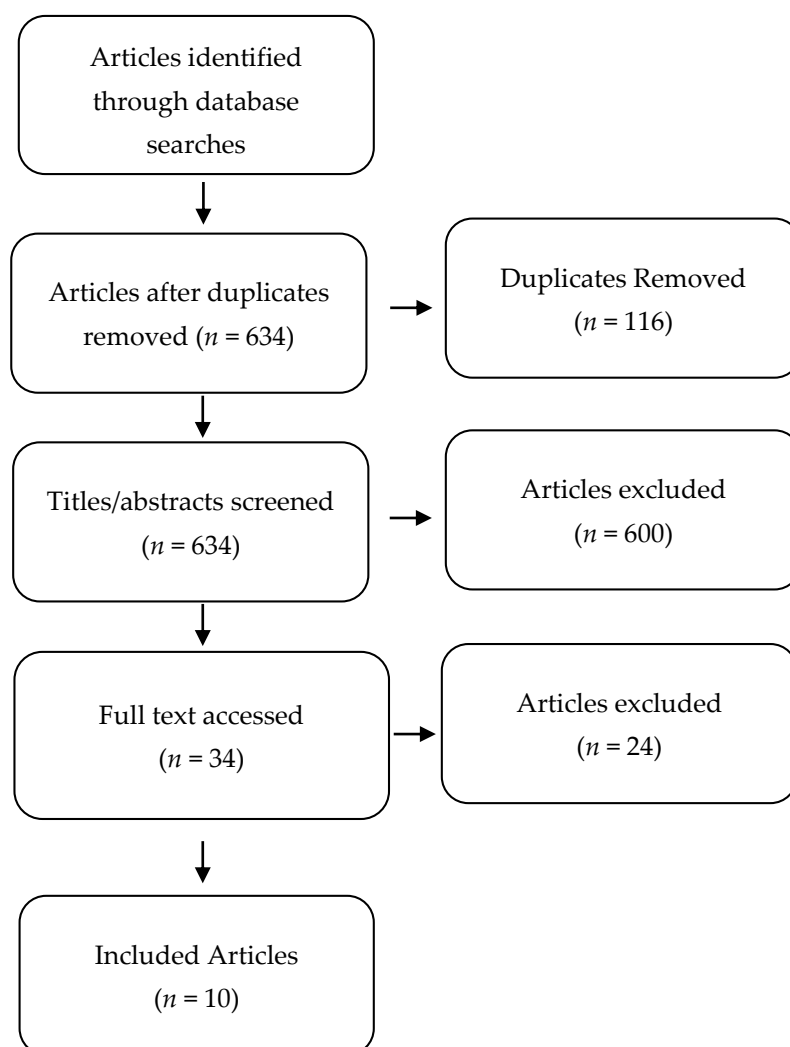 Articles identified
through database
searches
Articles after duplicates
removed (n = 634)
Duplicates Removed
(n = 116)
Titles/abstracts screened
(n = 634)
Articles excluded
(n = 600)
Full text accessed
(n = 34)
Articles excluded
(n = 24)
Included Articles
(n = 10)